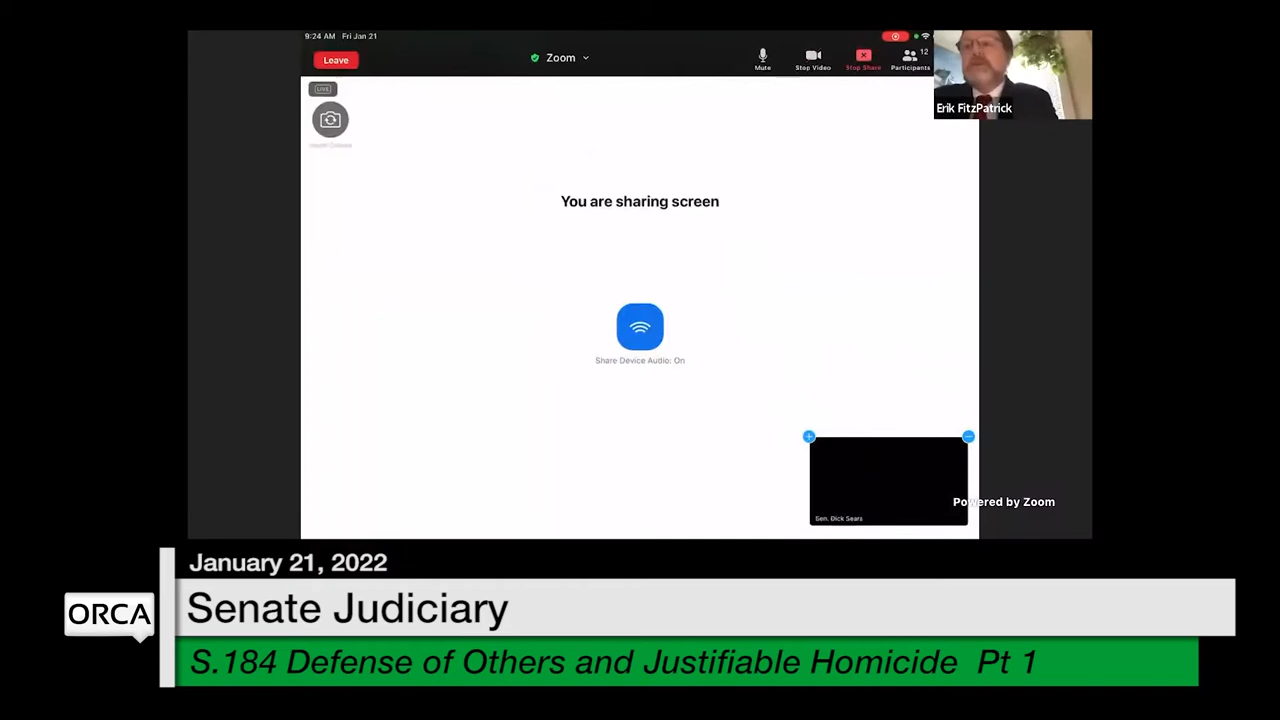 9:24 AM Fri Jan 21
Leave
Zoom
Mute
Stop Video
Stop Share
Participants
12
LIVE
Erik FitzPatrick
You are sharing screen
Share Device Audio: On
Powered by Zoom
Sen. Dick Sears
January 21, 2022
ORCA
Senate Judiciary
S.184 Defense of Others and Justifiable Homicide Pt 1